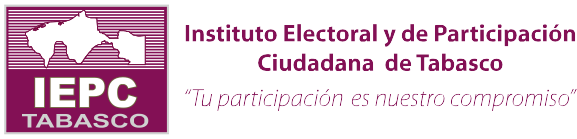 IEPC
TABASCO
Instituto Electoral y de Participación
Ciudadana de Tabasco
“Tu participación es nuestro compromiso”